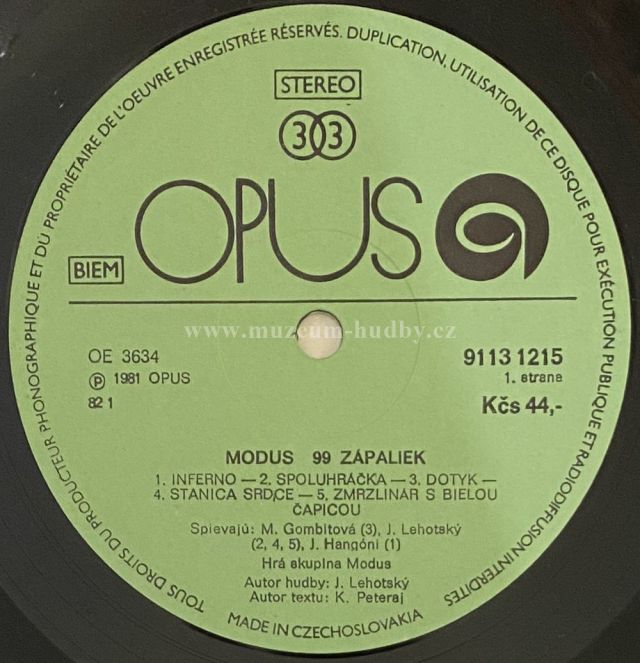 TOUS DROITS DU PRODUCTEUR PHONOGRAPHIQUE ET DU PROPRIÉTAIRE DE L'OEUVRE ENREGISTRÉE RÉSERVÉS. DUPLICATION, UTILISATION DE CE DISQUE POUR EXÉCUTION PUBLIQUE ET RADIODIFFUSION INTERDITES
STEREO
33
OPUS
BIEM
www.muzeum-hudby.cz
OE 3634
℗ 1981 OPUS
82 1
9113 1215
1. strana
Kčs 44,-
MODUS 99 ZÁPALIEK
1. INFERNO — 2. SPOLUHRÁČKA — 3. DOTYK —
4. STANICA SRDCE — 5. ZMRZLINÁR S BIELOU
ČAPICOU
Spievajú: M. Gombitová (3), J. Lehotský
(2, 4, 5), J. Hangóni (1)
Hrá skupina Modus
Autor hudby: J. Lehotský
Autor textu: K. Peteraj
MADE IN CZECHOSLOVAKIA